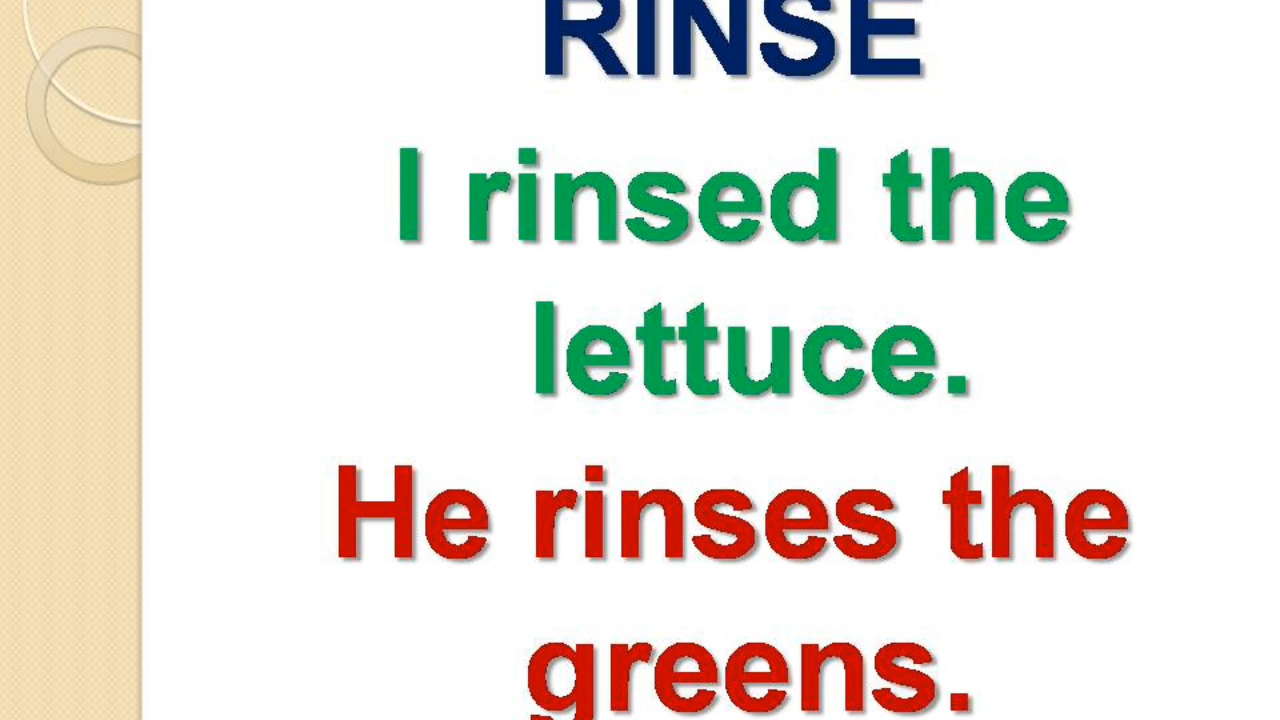 RINSE
I rinsed the
lettuce.
He rinses the
greens.